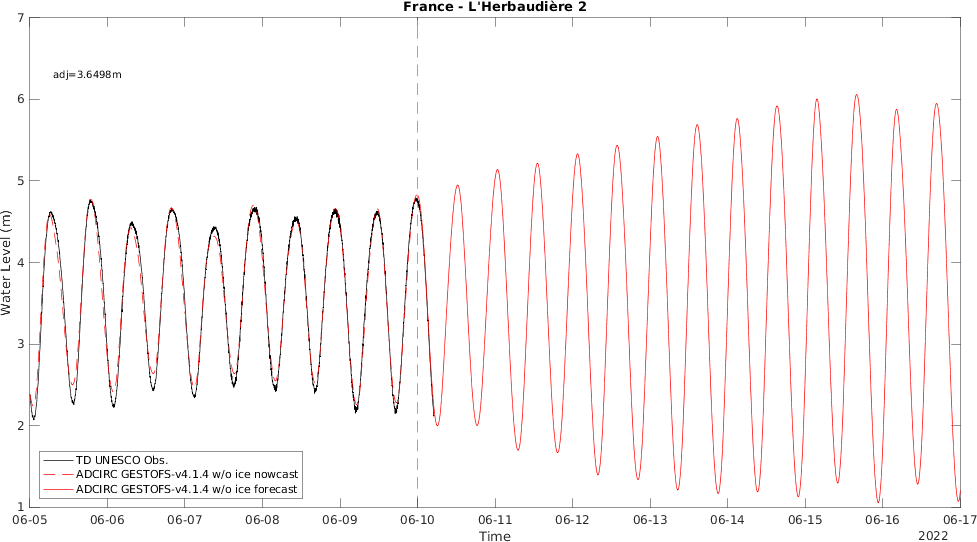 France - L'Herbaudière 2
adj=3.6498m
7
6
5
4
3
2
1
Water Level (m)
TD UNESCO Obs.
ADCIRC GESTOFS-v4.1.4 w/o ice nowcast
ADCIRC GESTOFS-v4.1.4 w/o ice forecast
06-05 06-06 06-07 06-08 06-09 06-10 06-11 06-12 06-13 06-14 06-15 06-16 06-17
Time
2022